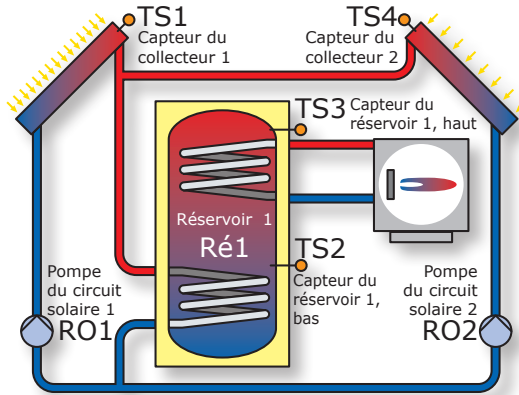 TS1
Capteur du
collecteur 1
TS4
Capteur du
collecteur 2
TS3 Capteur du
réservoir 1, haut
Réservoir 1
Ré1
TS2
Capteur du
réservoir 1,
bas
Pompe
du circuit
solaire 1
RO1
Pompe
du circuit
solaire 2
RO2